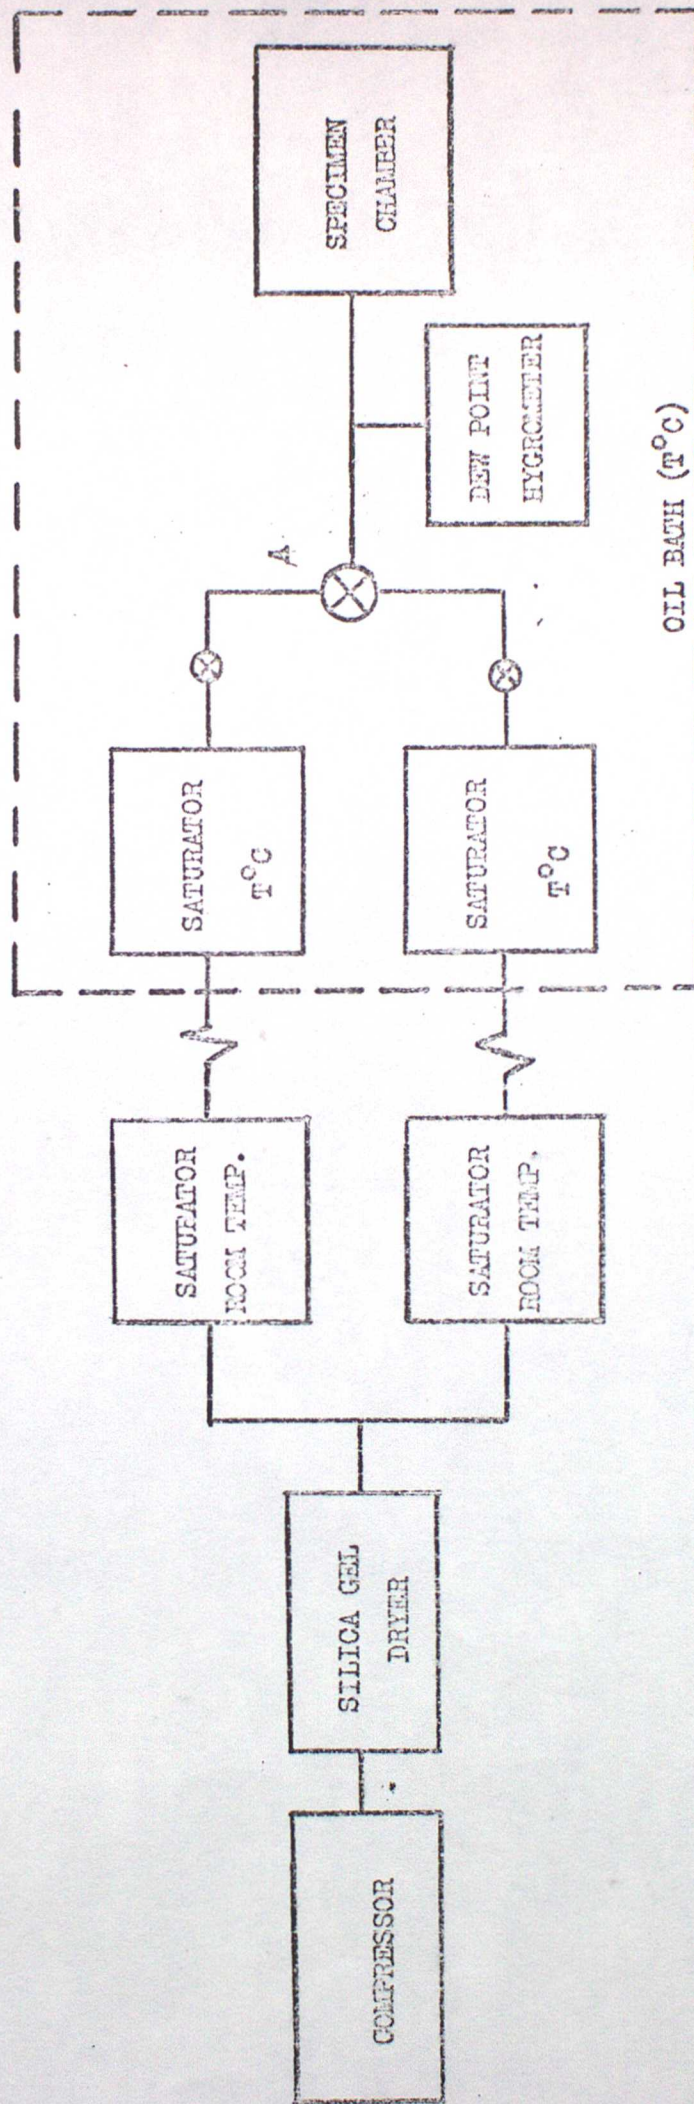 COMPRESSOR
SILICA GEL
DRYER
SATURATOR
ROOM TEMP.
SATURATOR
ROOM TEMP.
SATURATOR
T°C
SATURATOR
T°C
A
DEW POINT
HYGROMETER
SPECIMEN
CHAMBER
OIL BATH (T°C)